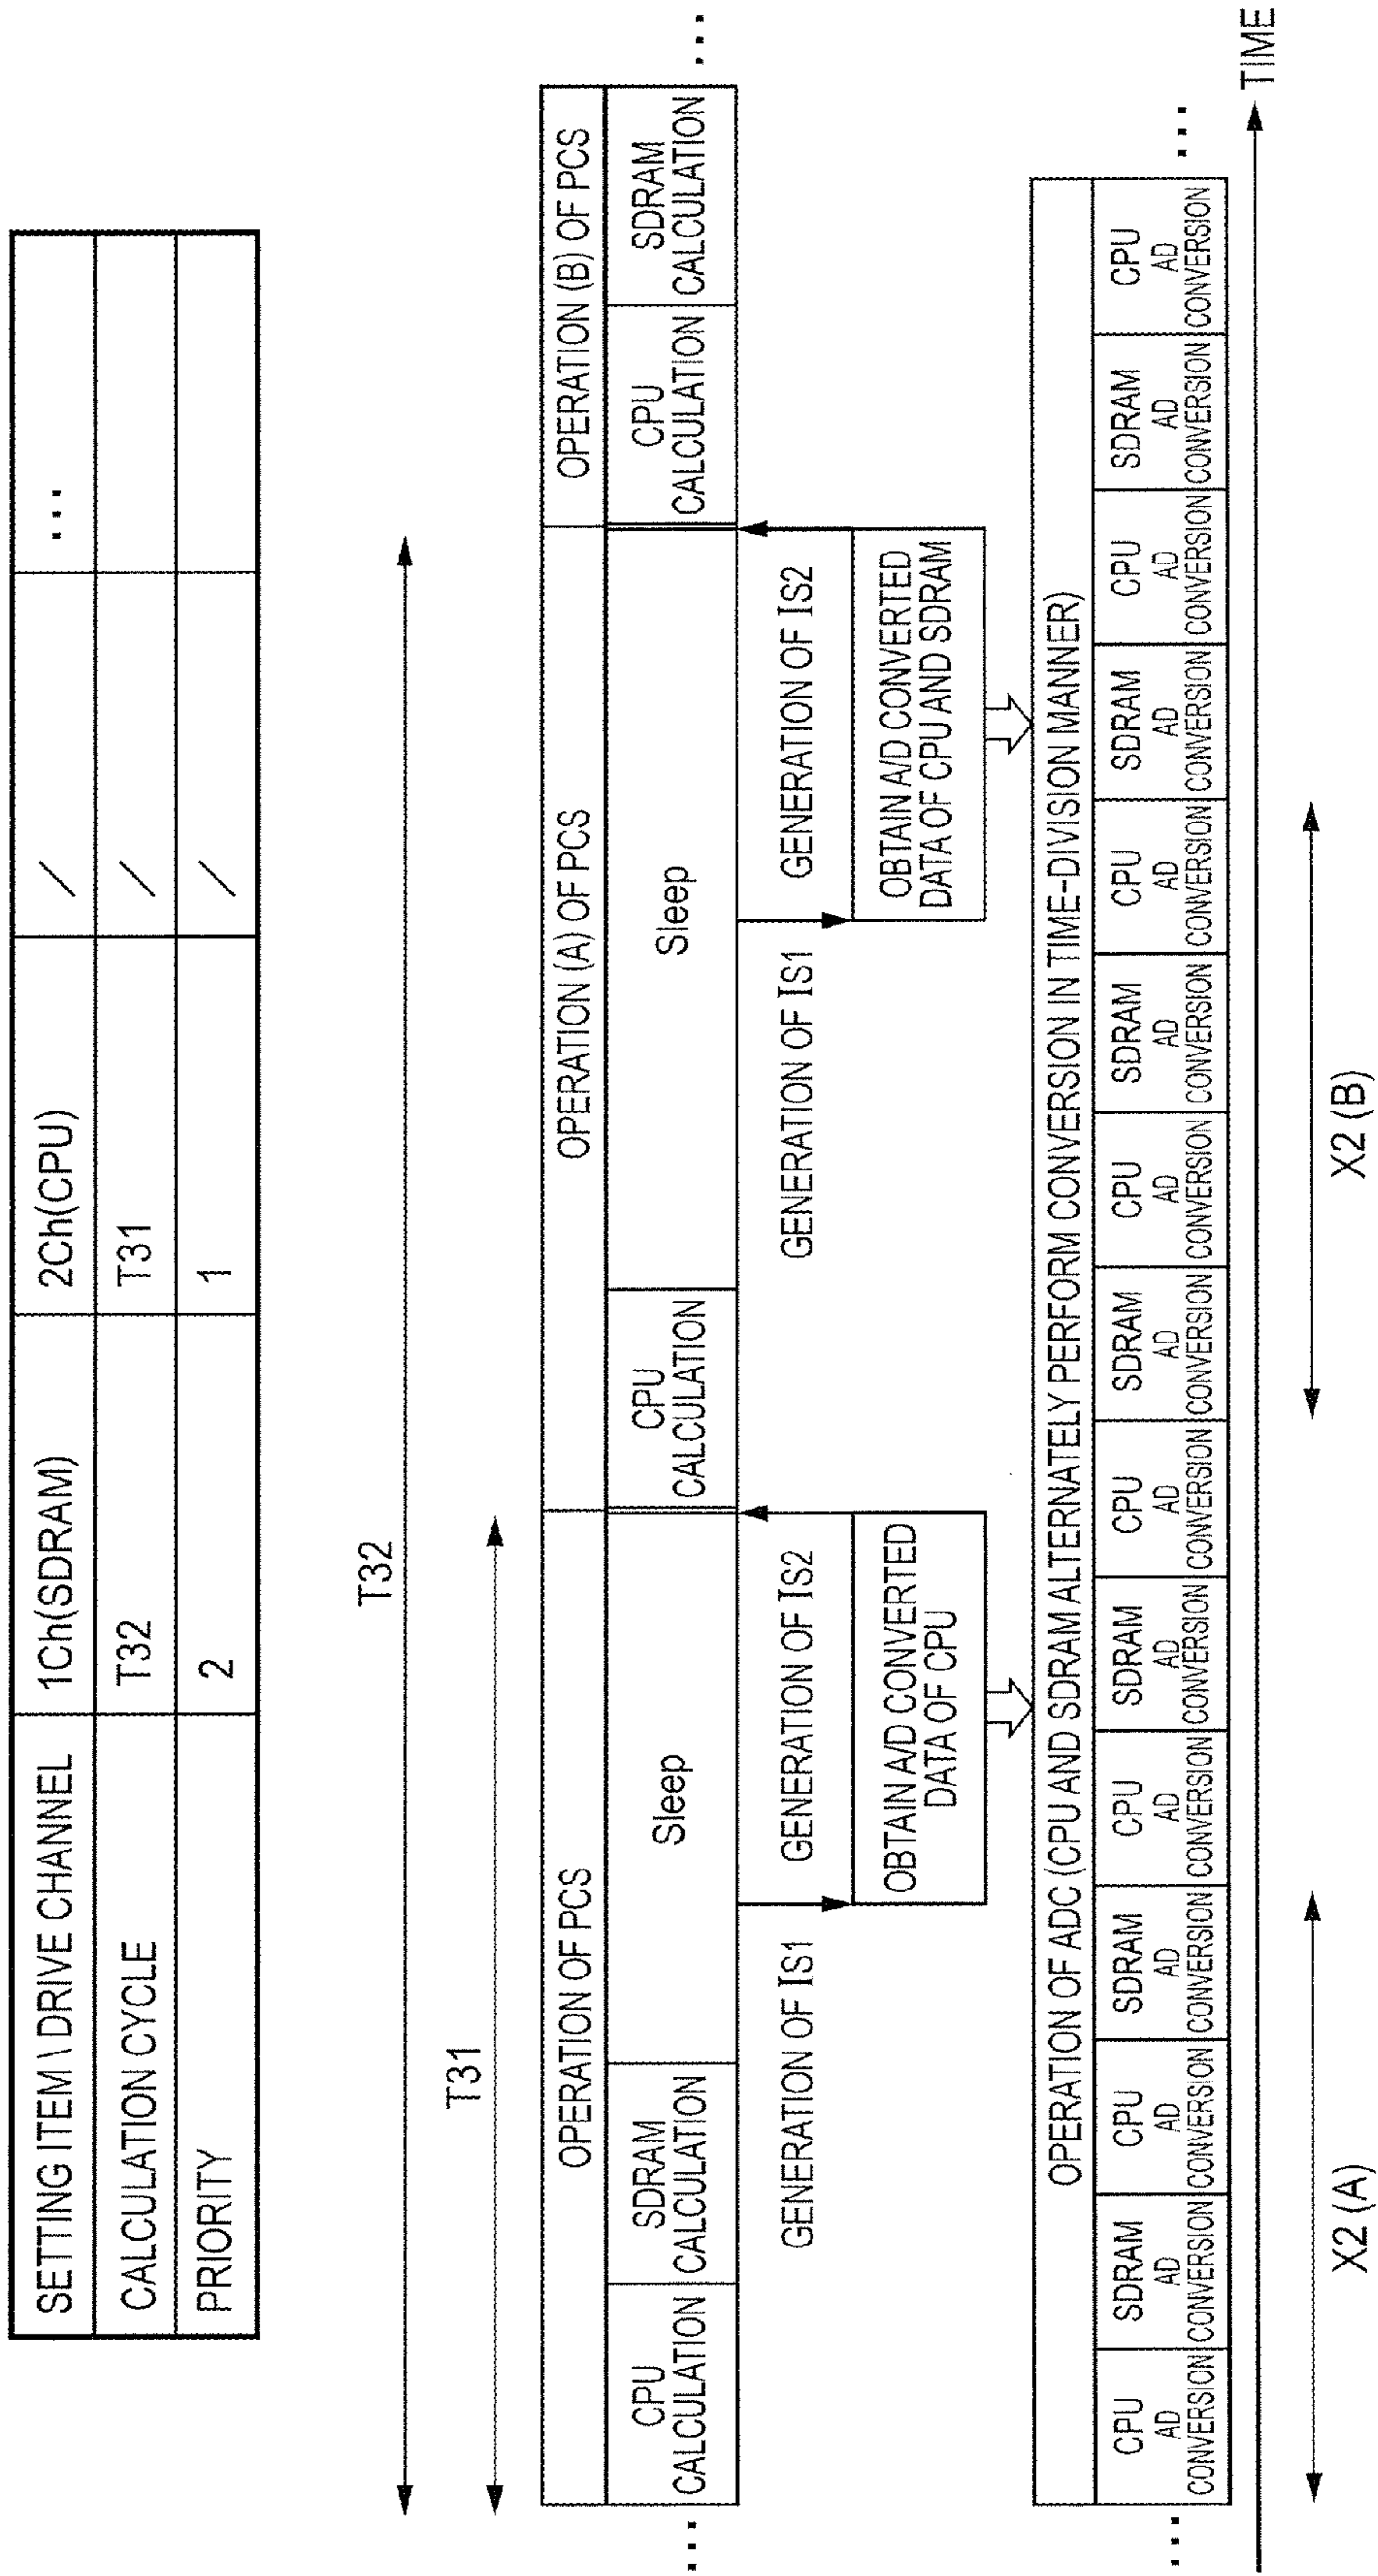 SETTING ITEM \ DRIVE CHANNEL 1Ch(SDRAM) 2Ch(CPU) / ...
CALCULATION CYCLE T32 T31 /
PRIORITY 2 1 /
T32
T31
OPERATION OF PCS OPERATION (A) OF PCS OPERATION (B) OF PCS
... CPU CALCULATION SDRAM CALCULATION Sleep CPU CALCULATION Sleep CPU CALCULATION SDRAM CALCULATION ...
GENERATION OF IS1 GENERATION OF IS2 GENERATION OF IS1 GENERATION OF IS2
OBTAIN A/D CONVERTED
DATA OF CPU
OBTAIN A/D CONVERTED
DATA OF CPU AND SDRAM
OPERATION OF ADC (CPU AND SDRAM ALTERNATELY PERFORM CONVERSION IN TIME-DIVISION MANNER)
... CPU SDRAM CPU SDRAM CPU SDRAM CPU SDRAM CPU SDRAM CPU SDRAM CPU SDRAM CPU ...
AD AD AD AD AD AD AD AD AD AD AD AD AD AD AD
CONVERSION CONVERSION CONVERSION CONVERSION CONVERSION CONVERSION CONVERSION CONVERSION CONVERSION CONVERSION CONVERSION CONVERSION CONVERSION CONVERSION CONVERSION
TIME
X2 (A) X2 (B)